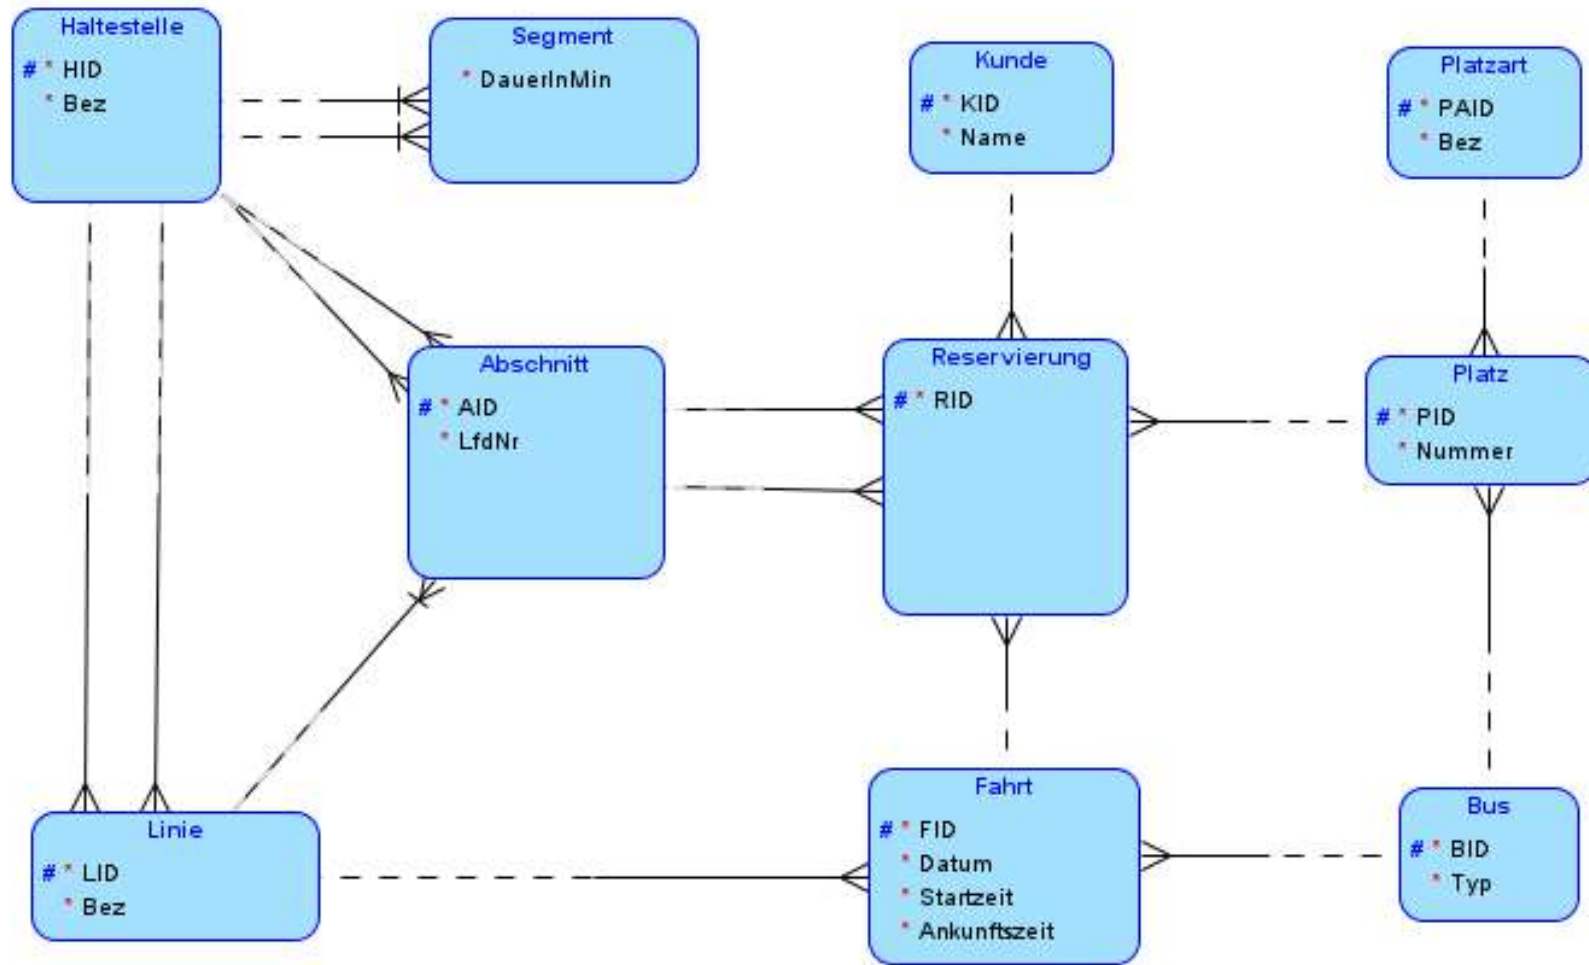 Haltestelle
# * HID
* Bez
Segment
* DauerInMin
Kunde
# * KID
* Name
Platzart
# * PAID
* Bez
Abschnitt
# * AID
* LfdNr
Reservierung
# * RID
Platz
# * PID
* Nummer
Linie
# * LID
* Bez
Fahrt
# * FID
* Datum
* Startzeit
* Ankunftszeit
Bus
# * BID
* Typ